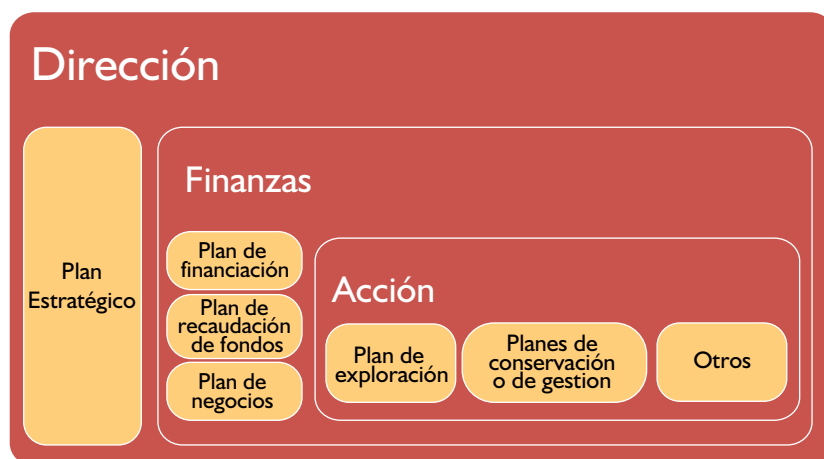 Dirección
Plan
Estratégico
Finanzas
Plan de
financiación
Plan de
recaudación
de fondos
Plan de
negocios
Acción
Plan de
exploración
Planes de
conservación
o de gestion
Otros